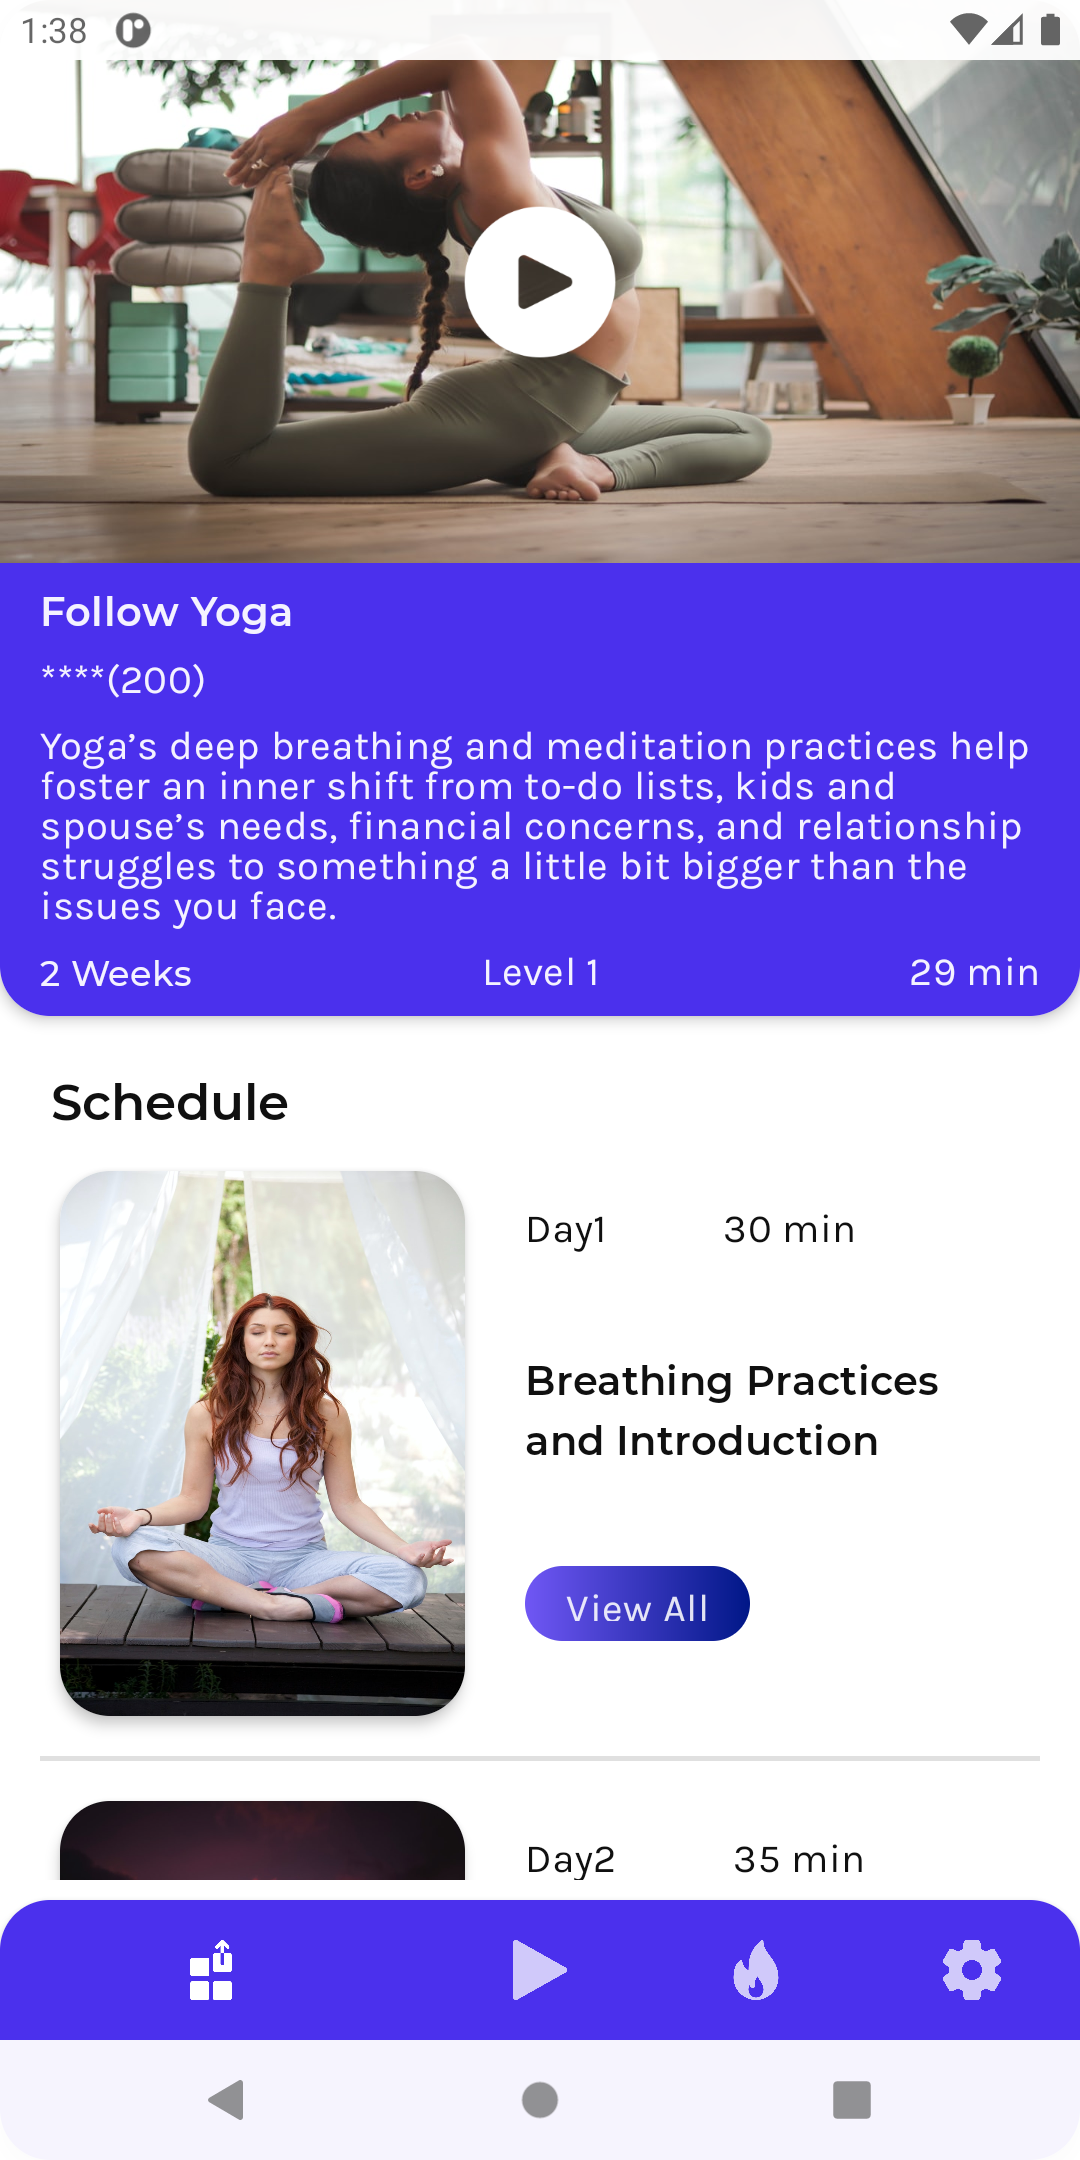 1:38
Follow Yoga
****(200)
Yoga’s deep breathing and meditation practices help
foster an inner shift from to-do lists, kids and
spouse’s needs, financial concerns, and relationship
struggles to something a little bit bigger than the
issues you face.
2 Weeks Level 1 29 min
Schedule
Day1 30 min
Breathing Practices
and Introduction
View All
Day2 35 min